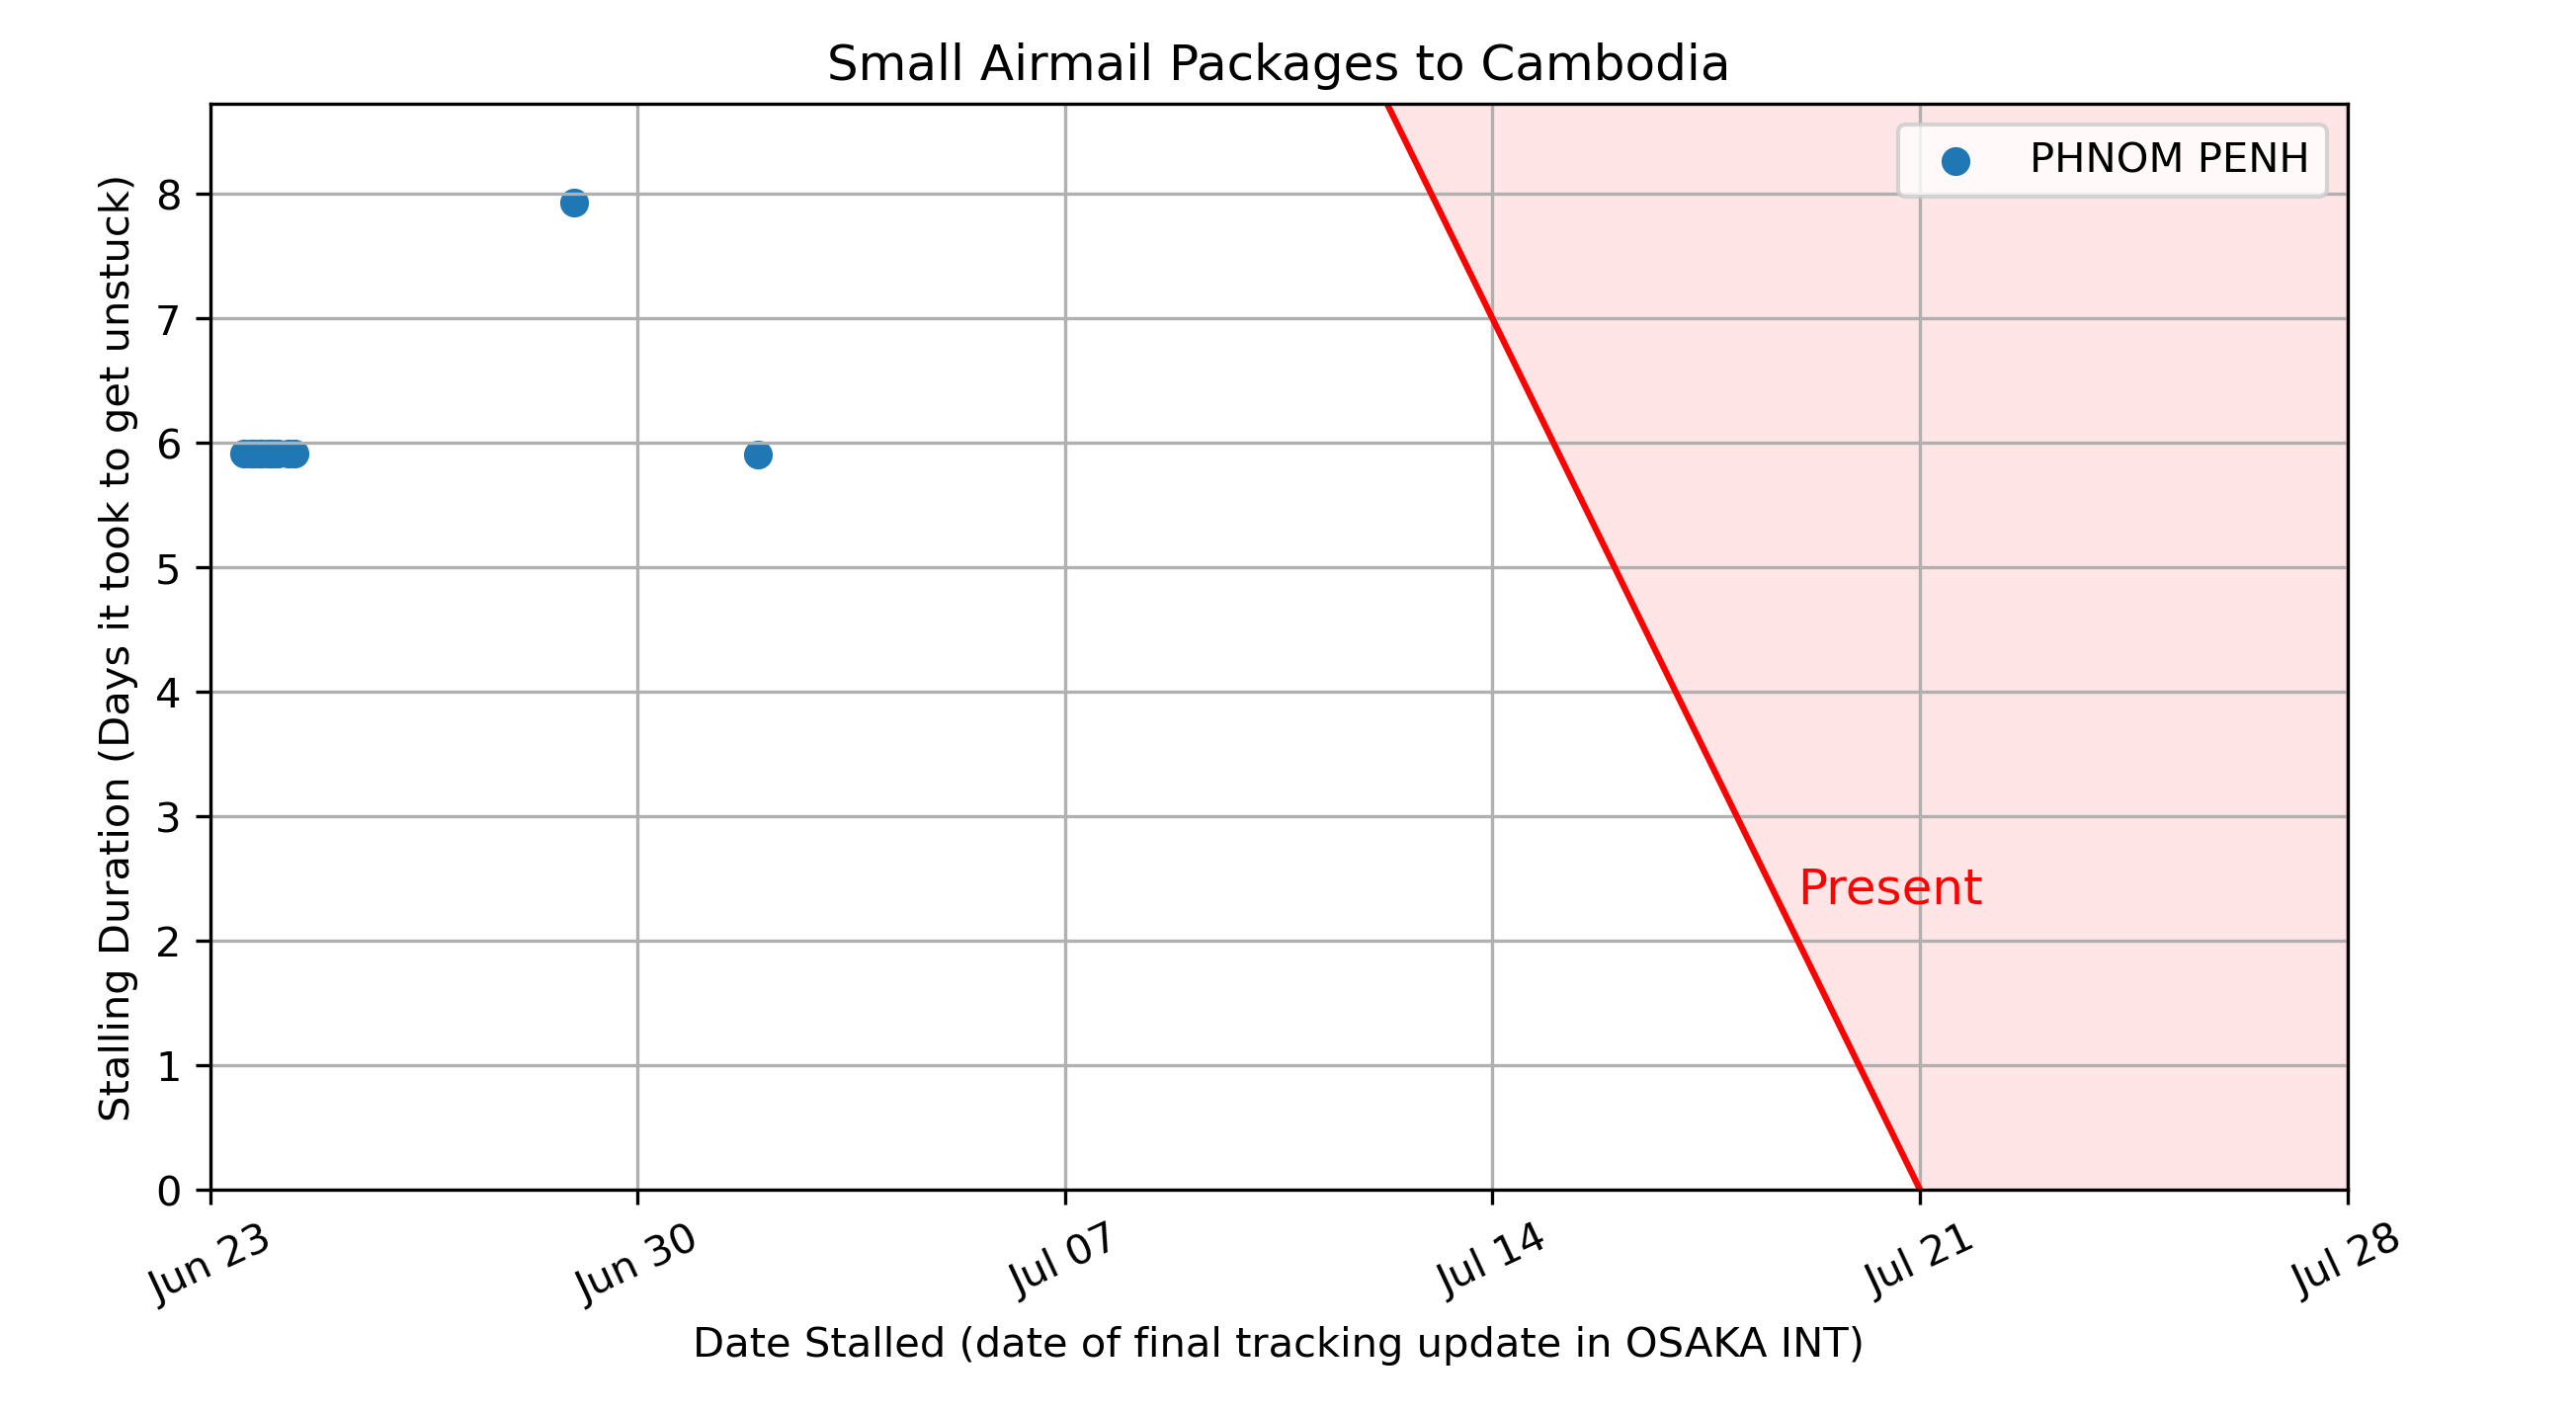 Small Airmail Packages to Cambodia
PHNOM PENH
Stalling Duration (Days it took to get unstuck)
8
7
6
5
4
3
2
1
0
Present
Jun 23
Jun 30
Jul 07
Jul 14
Jul 21
Jul 28
Date Stalled (date of final tracking update in OSAKA INT)